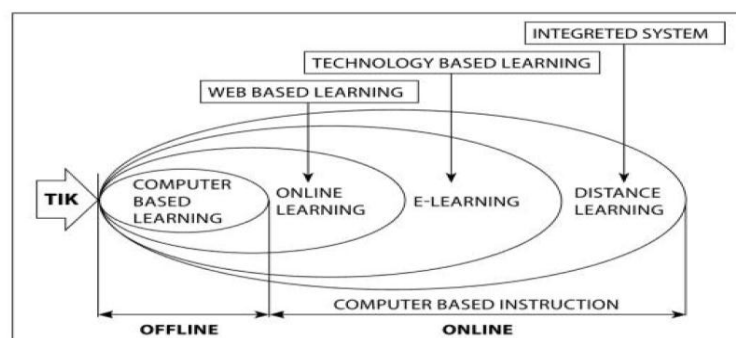 INTEGRETED SYSTEM
TECHNOLOGY BASED LEARNING
WEB BASED LEARNING
TIK
COMPUTER
BASED
LEARNING
ONLINE
LEARNING
E-LEARNING
DISTANCE
LEARNING
COMPUTER BASED INSTRUCTION
OFFLINE
ONLINE